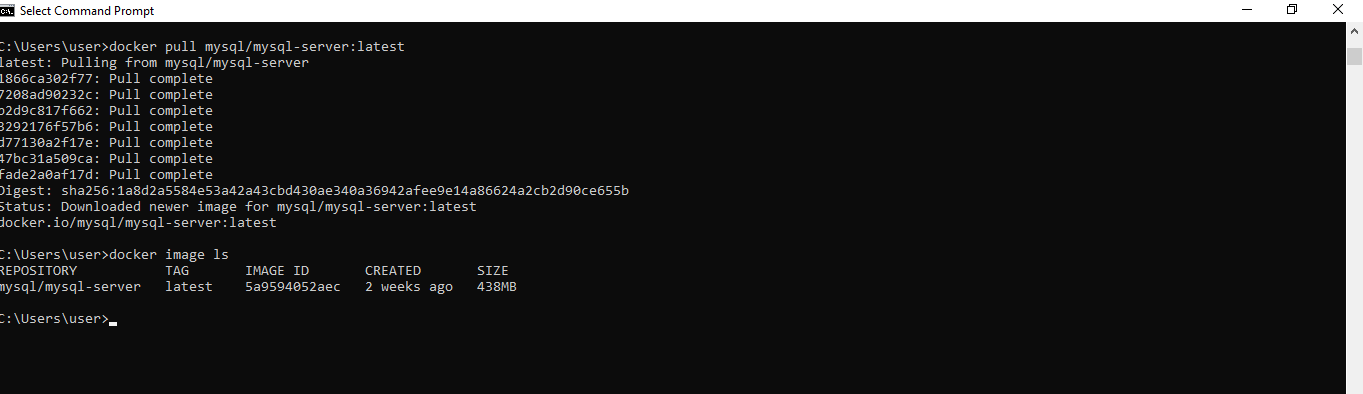 Select Command Prompt
C:\Users\user>docker pull mysql/mysql-server:latest
latest: Pulling from mysql/mysql-server
1866ca302f77: Pull complete
7208ad90232c: Pull complete
b2d9c817f662: Pull complete
3292176f57b6: Pull complete
d77130a2f17e: Pull complete
47bc31a509ca: Pull complete
fade2a0af17d: Pull complete
Digest: sha256:1a8d2a5584e53a42a43cbd430ae340a36942afee9e14a86624a2cb2d90ce655b
Status: Downloaded newer image for mysql/mysql-server:latest
docker.io/mysql/mysql-server:latest
C:\Users\user>docker image ls
REPOSITORY TAG IMAGE ID CREATED SIZE
mysql/mysql-server latest 5a9594052aec 2 weeks ago 438MB
C:\Users\user>